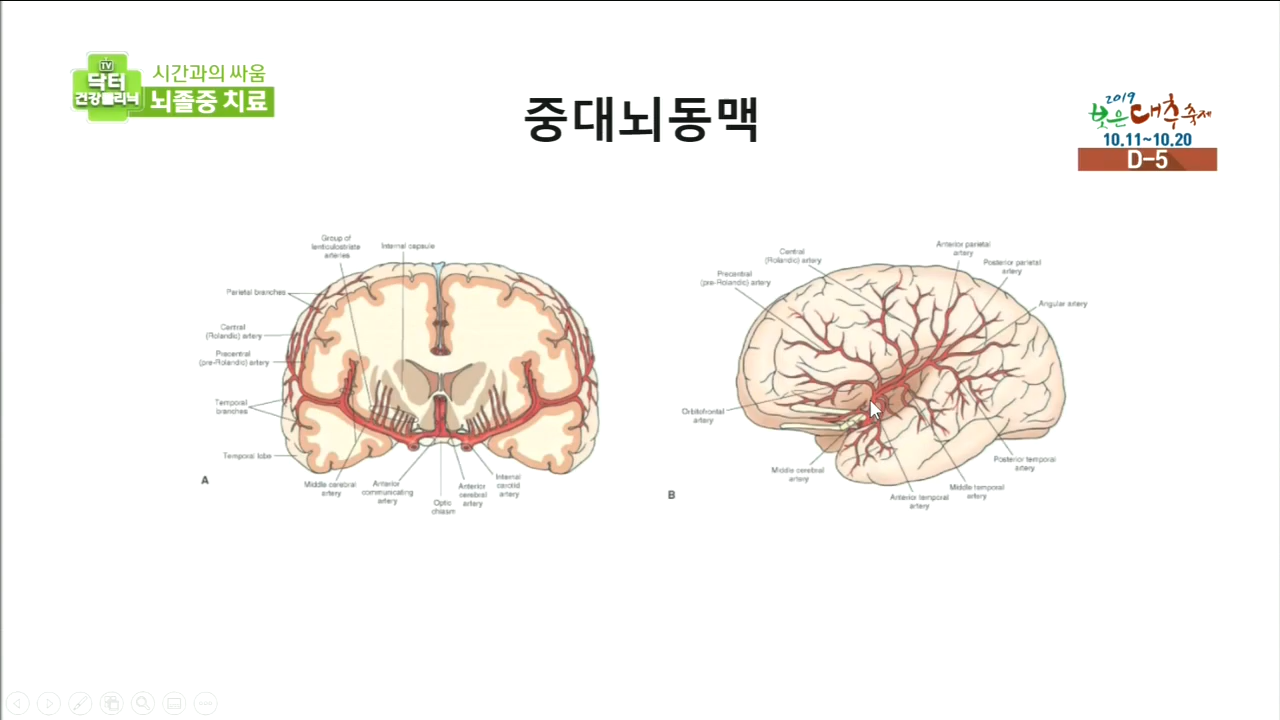 TV
닥터
건강클리닉
시간과의 싸움
뇌졸중 치료
중대뇌동맥
2019
보은대추축제
10.11~10.20
D-5
Group of
lenticulostriate
arteries
Internal capsule
Parietal branches
Central
(Rolandic) artery
Precentral
(pre-Rolandic) artery
Temporal
branches
Temporal lobe
A
Middle cerebral
artery
Anterior
communicating
artery
Optic
chiasm
Anterior
cerebral
artery
Internal
carotid
artery
Central
(Rolandic) artery
Precentral
(pre-Rolandic) artery
Anterior parietal
artery
Posterior parietal
artery
Angular artery
Orbitofrontal
artery
Middle cerebral
artery
B
Anterior temporal
artery
Middle temporal
artery
Posterior temporal
artery